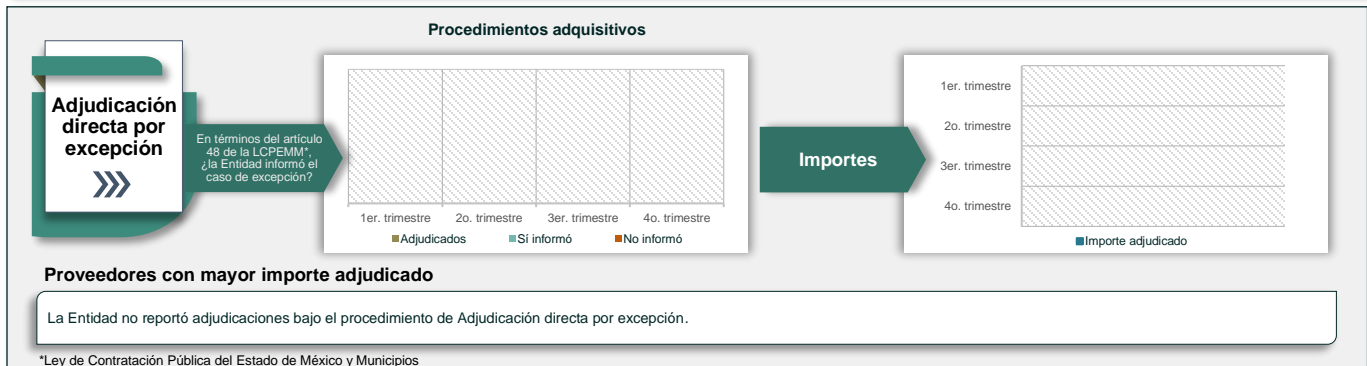 Procedimientos adquisitivos
Adjudicación
directa por
excepción
En términos del artículo
48 de la LCPEMM*,
¿la Entidad informó el
caso de excepción?
1er. trimestre 2o. trimestre 3er. trimestre 4o. trimestre
Adjudicados Sí informó No informó
Importes
1er. trimestre
2o. trimestre
3er. trimestre
4o. trimestre
Importe adjudicado
Proveedores con mayor importe adjudicado
La Entidad no reportó adjudicaciones bajo el procedimiento de Adjudicación directa por excepción.
*Ley de Contratación Pública del Estado de México y Municipios